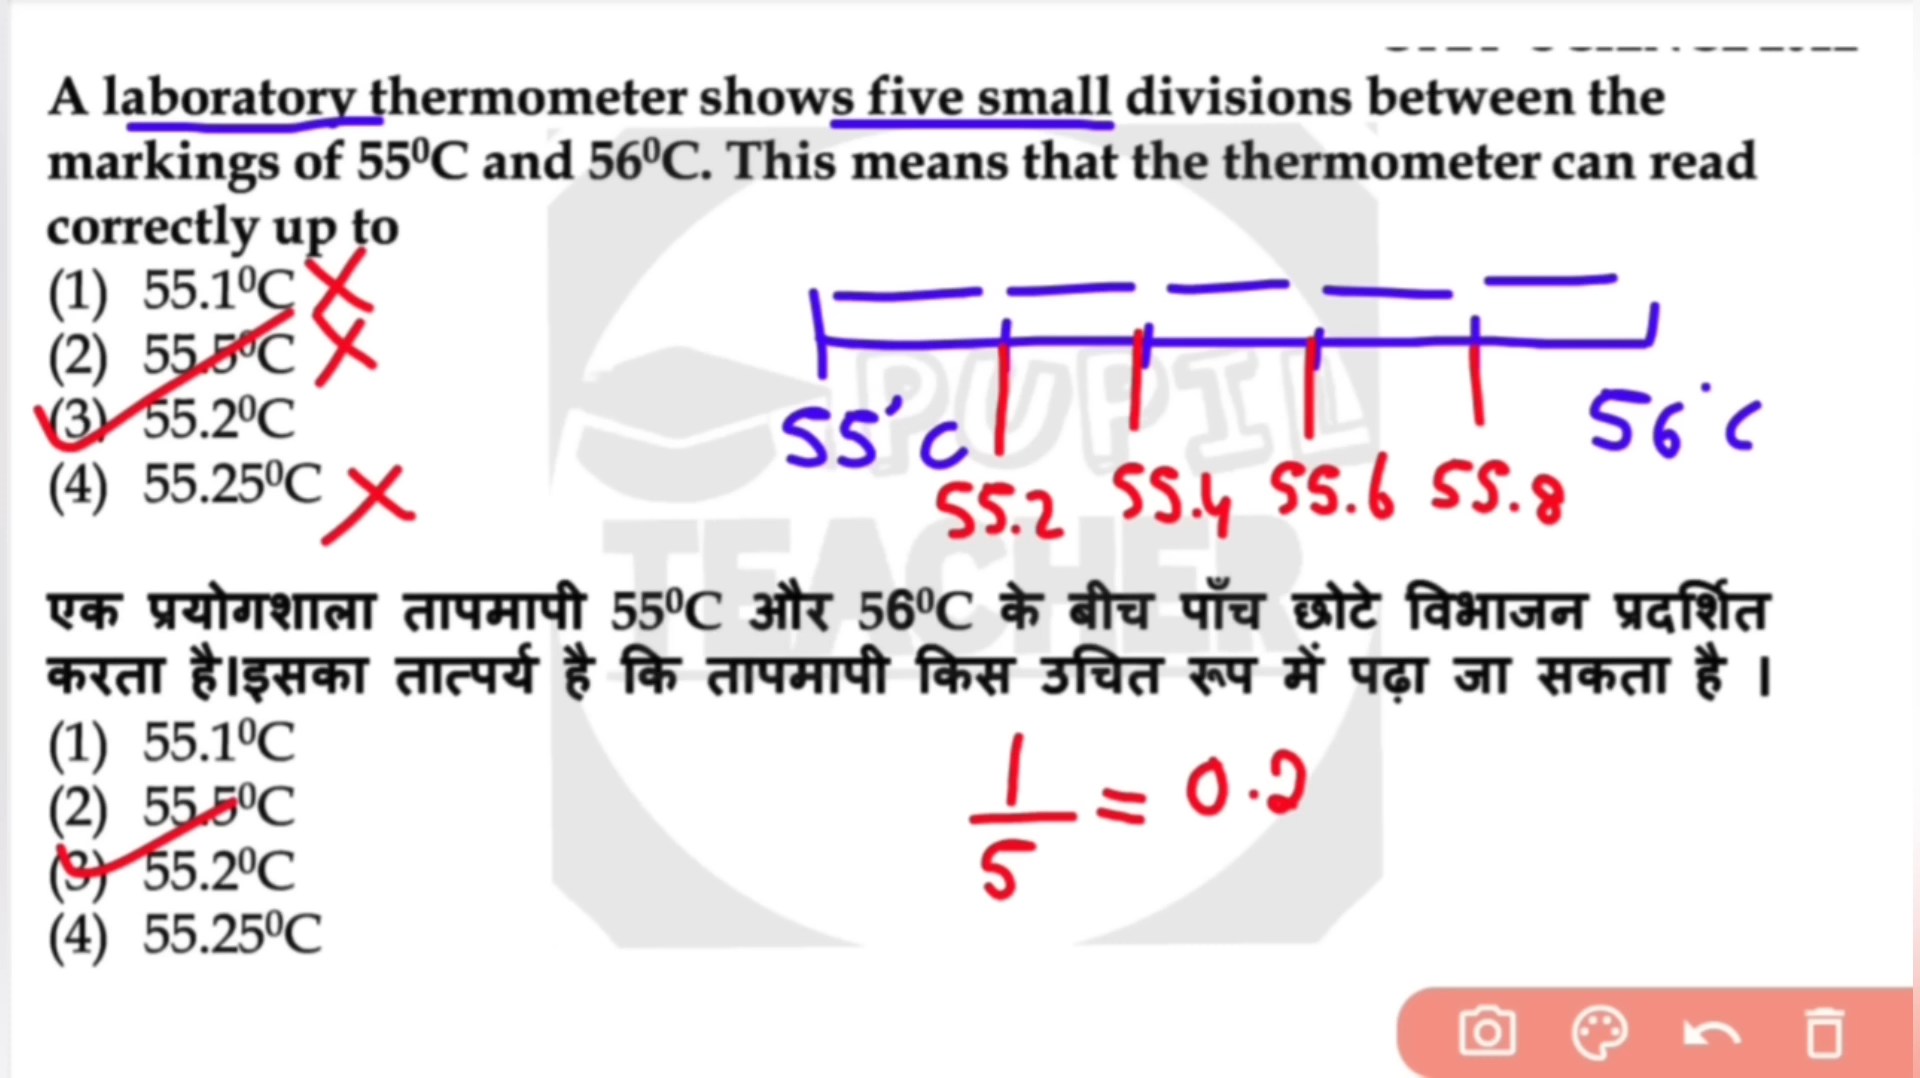 A laboratory thermometer shows five small divisions between the
markings of 55⁰C and 56⁰C. This means that the thermometer can read
correctly up to
(1) 55.1⁰C
(2) 55.5⁰C
(3) 55.2⁰C
(4) 55.25⁰C
55°C 56°C
55.2 55.4 55.6 55.8
PUPIL
TEACHER
एक प्रयोगशाला तापमापी 55⁰C और 56⁰C के बीच पाँच छोटे विभाजन प्रदर्शित
करता है।इसका तात्पर्य है कि तापमापी किस उचित रूप में पढ़ा जा सकता है ।
(1) 55.1⁰C
(2) 55.5⁰C
(3) 55.2⁰C
(4) 55.25⁰C
1/5 = 0.2